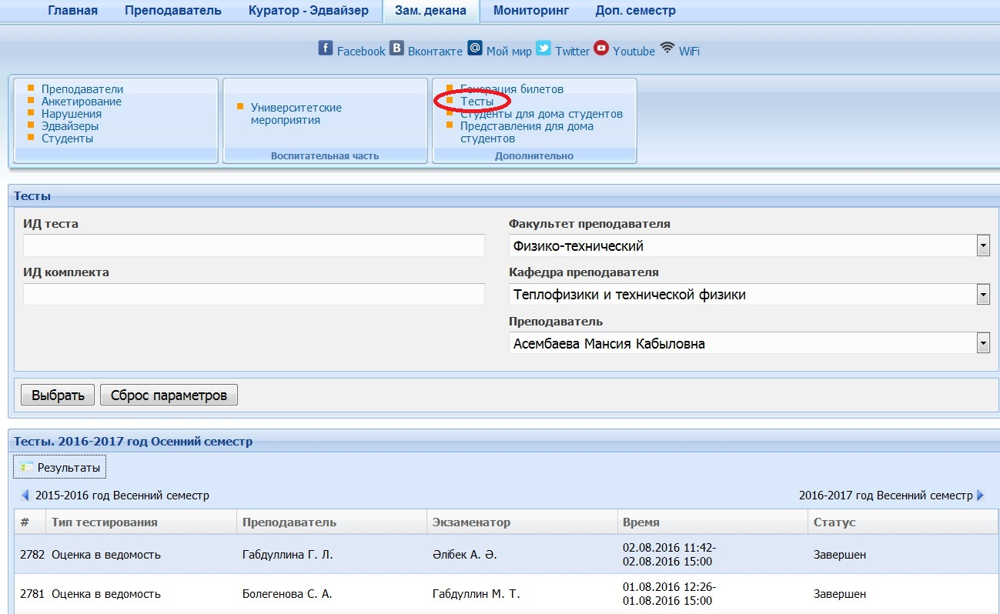 Главная Преподаватель Куратор - Эдвайзер Зам. декана Мониторинг Доп. семестр
Facebook Вконтакте Мой мир Twitter Youtube WiFi
Преподаватели
Анкетирование
Нарушения
Эдвайзеры
Студенты
Университетские
мероприятия
Воспитательная часть
Генерация билетов
Тесты
Студенты для дома студентов
Представления для дома
студентов
Дополнительно
Тесты
ИД теста
ИД комплекта
Факультет преподавателя
Физико-технический
Кафедра преподавателя
Теплофизики и технической физики
Преподаватель
Асембаева Мансия Кабыловна
Выбрать Сброс параметров
Тесты. 2016-2017 год Осенний семестр
Результаты
2015-2016 год Весенний семестр 2016-2017 год Весенний семестр
# Тип тестирования Преподаватель Экзаменатор Время Статус
2782 Оценка в ведомость Габдуллина Г. Л. Әлібек А. Ә. 02.08.2016 11:42-
02.08.2016 15:00 Завершен
2781 Оценка в ведомость Болегенова С. А. Габдуллин М. Т. 01.08.2016 12:26-
01.08.2016 15:00 Завершен